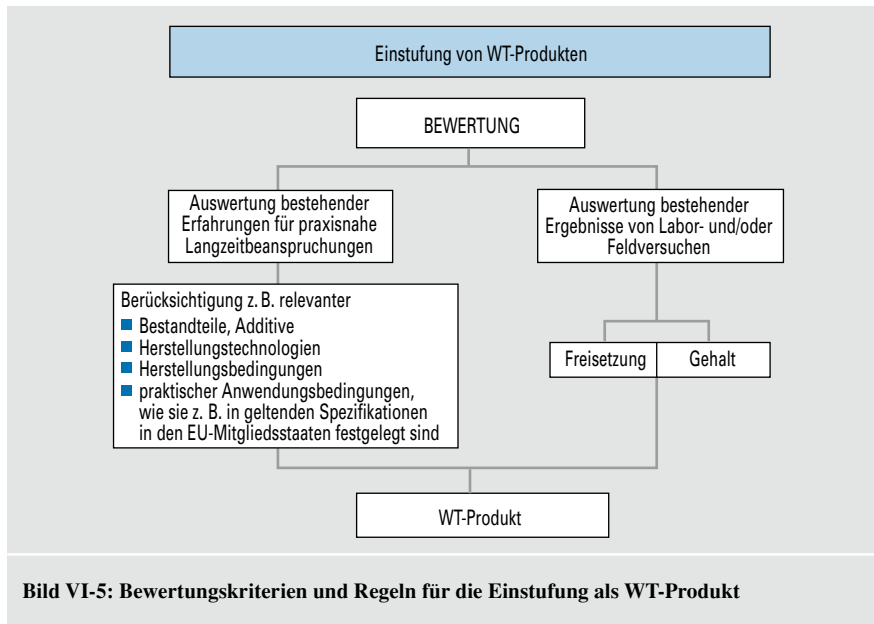 Einstufung von WT-Produkten
BEWERTUNG
Auswertung bestehender
Erfahrungen für praxisnahe
Langzeitbeanspruchungen
Auswertung bestehender
Ergebnisse von Labor- und/oder
Feldversuchen
Berücksichtigung z. B. relevanter
Bestandteile, Additive
Herstellungstechnologien
Herstellungsbedingungen
praktischer Anwendungsbedingungen,
wie sie z. B. in geltenden Spezifikationen
in den EU-Mitgliedsstaaten festgelegt sind
Freisetzung
Gehalt
WT-Produkt
Bild VI-5: Bewertungskriterien und Regeln für die Einstufung als WT-Produkt